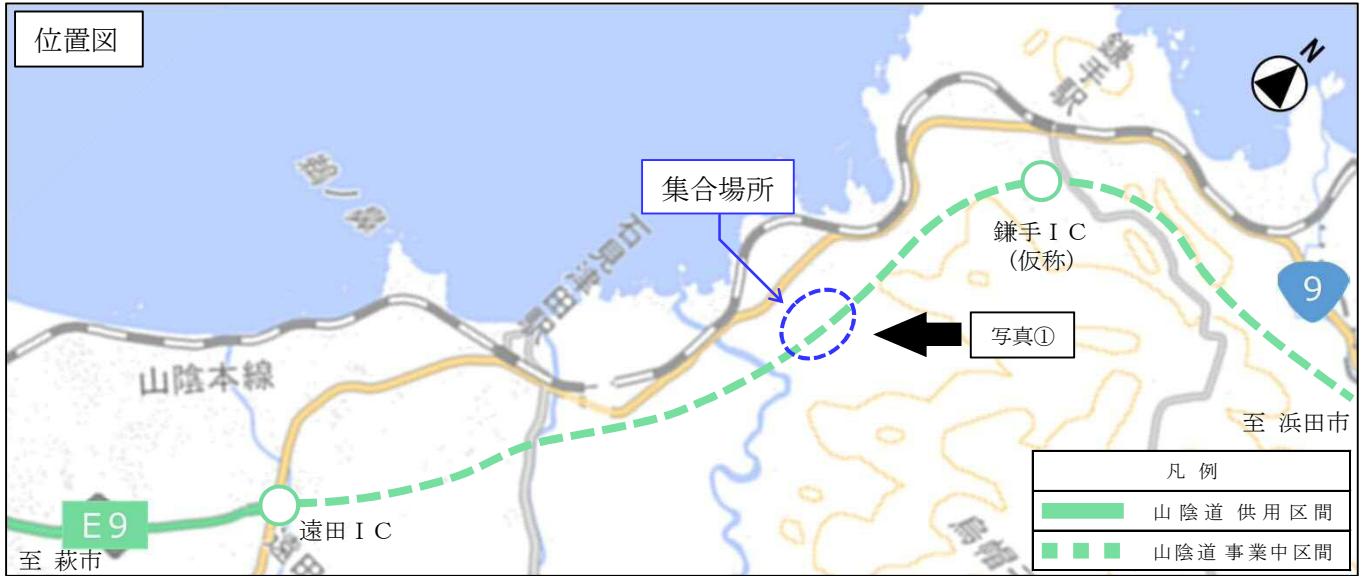 位置図
N
鎌手駅
集合場所
石見津田駅
鎌手IC
(仮称)
9
写真①
山陰本線
至 浜田市
E9
遠田IC
至 萩市
凡例
山陰道 供用区間
山陰道 事業中区間